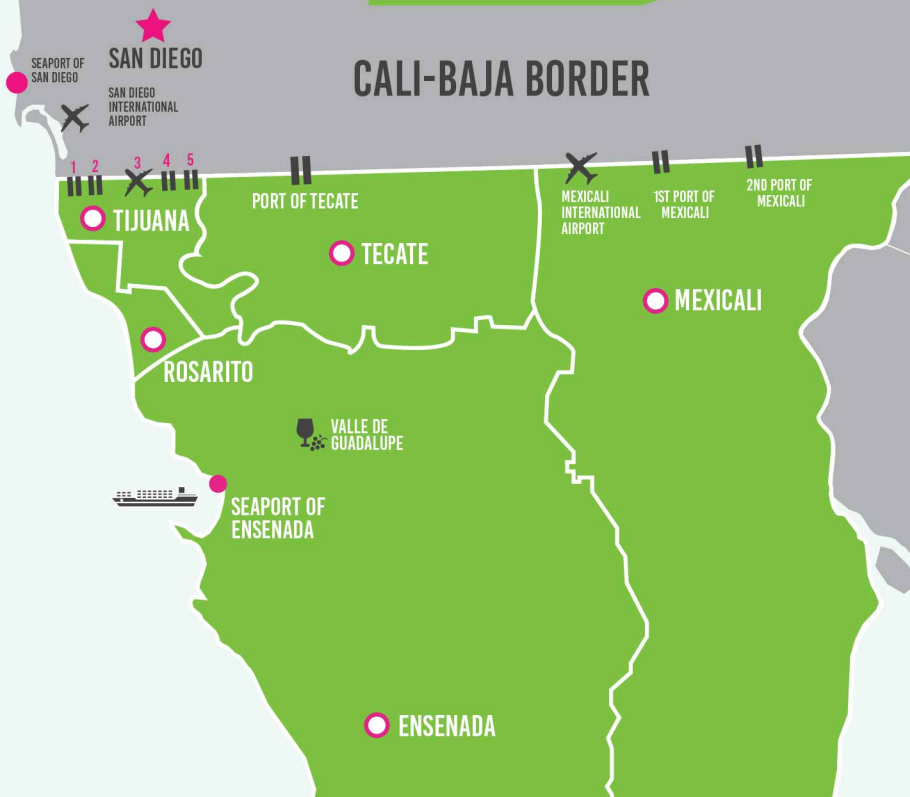 SAN DIEGO
SEAPORT OF
SAN DIEGO
SAN DIEGO
INTERNATIONAL
AIRPORT
CALI-BAJA BORDER
1
2
3
4
5
PORT OF TECATE
MEXICALI
INTERNATIONAL
AIRPORT
1ST PORT OF
MEXICALI
2ND PORT OF
MEXICALI
TIJUANA
TECATE
MEXICALI
ROSARITO
VALLE DE
GUADALUPE
SEAPORT OF
ENSENADA
ENSENADA